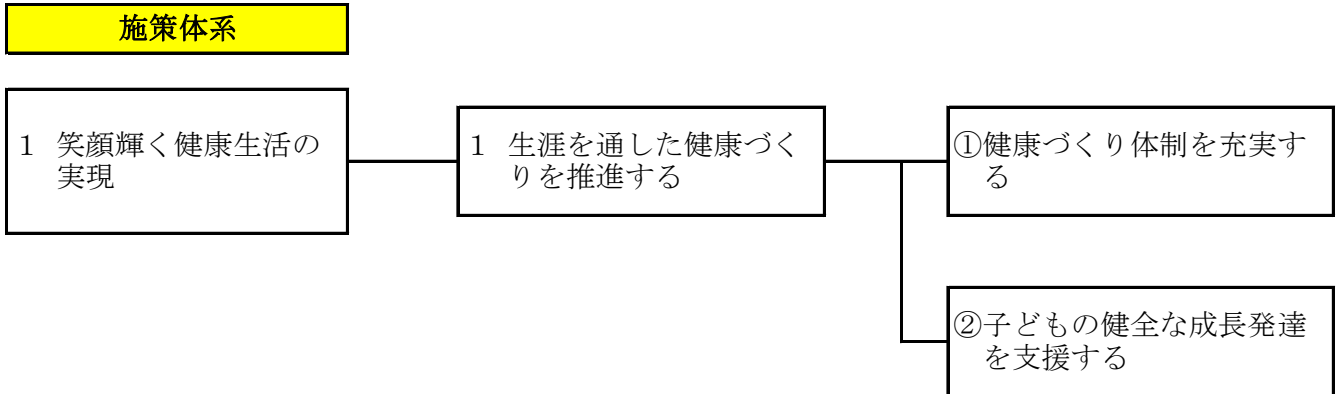 施策体系
1 笑顔輝く健康生活の
実現
1 生涯を通した健康づく
りを推進する
①健康づくり体制を充実す
る
②子どもの健全な成長発達
を支援する